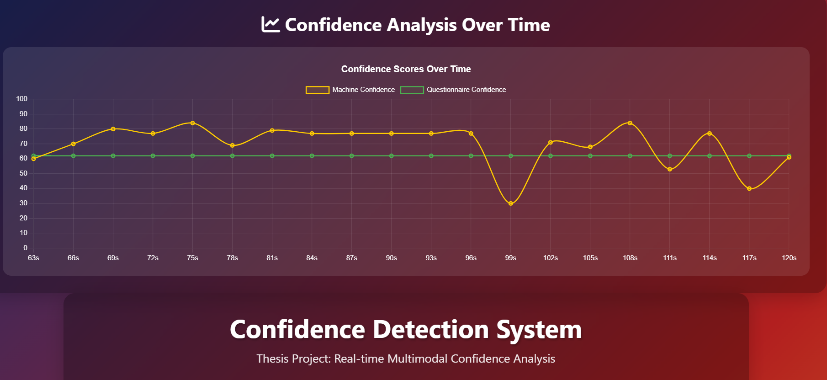 Confidence Analysis Over Time
Confidence Scores Over Time
Machine Confidence Questionnaire Confidence
100
90
80
70
60
50
40
30
20
10
0
63s 66s 69s 72s 75s 78s 81s 84s 87s 90s 93s 96s 99s 102s 105s 108s 111s 114s 117s 120s
Confidence Detection System
Thesis Project: Real-time Multimodal Confidence Analysis